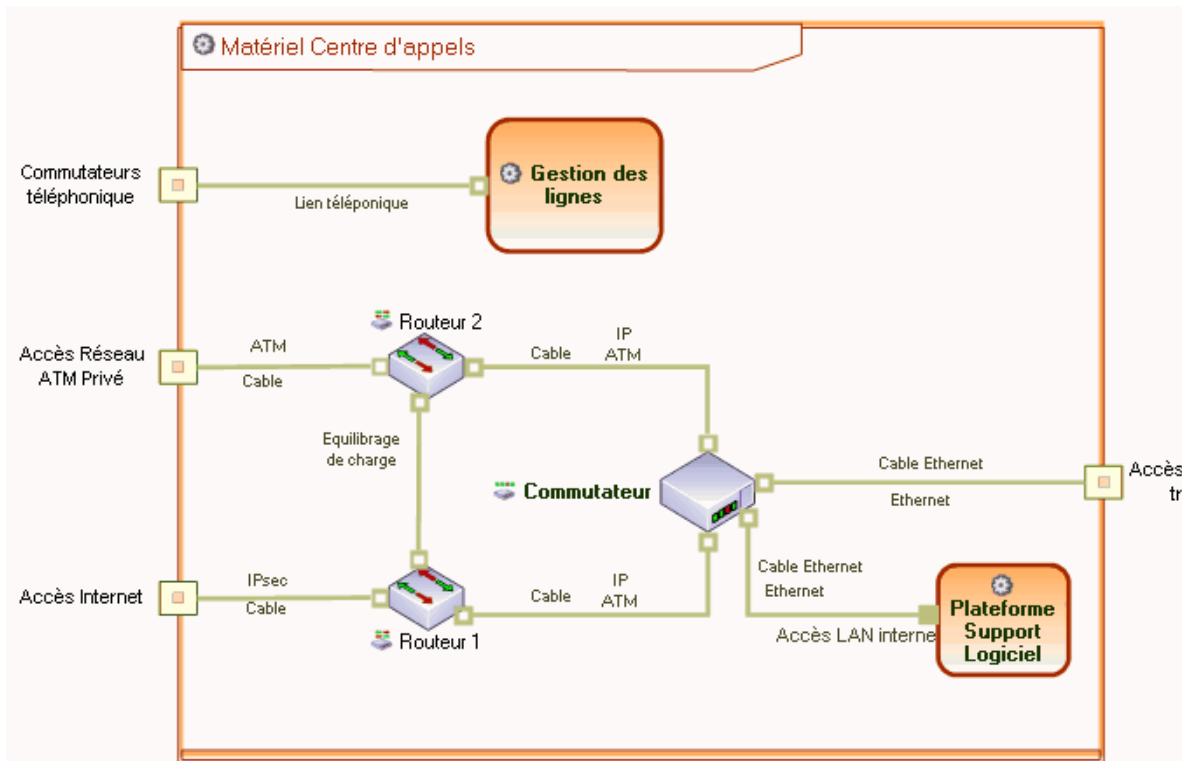 Matériel Centre d'appels
Commutateurs
téléphonique
Lien téléponique
Gestion des
lignes
Routeur 2
Accès Réseau
ATM Privé
ATM
Cable
Cable
IP
ATM
Equilibrage
de charge
Commutateur
Cable Ethernet
Ethernet
Accès
tr
Accès Internet
IPsec
Cable
Routeur 1
Cable
IP
ATM
Cable Ethernet
Ethernet
Accès LAN interne
Plateforme
Support
Logiciel